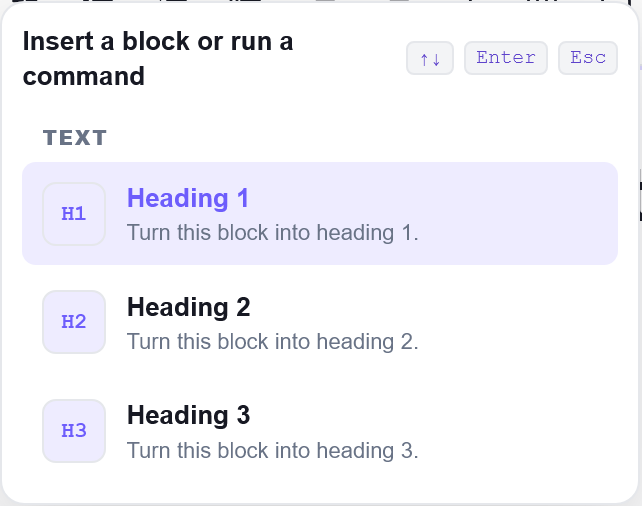 Insert a block or run a
command
↑↓ Enter Esc
TEXT
H1 Heading 1
Turn this block into heading 1.
H2 Heading 2
Turn this block into heading 2.
H3 Heading 3
Turn this block into heading 3.